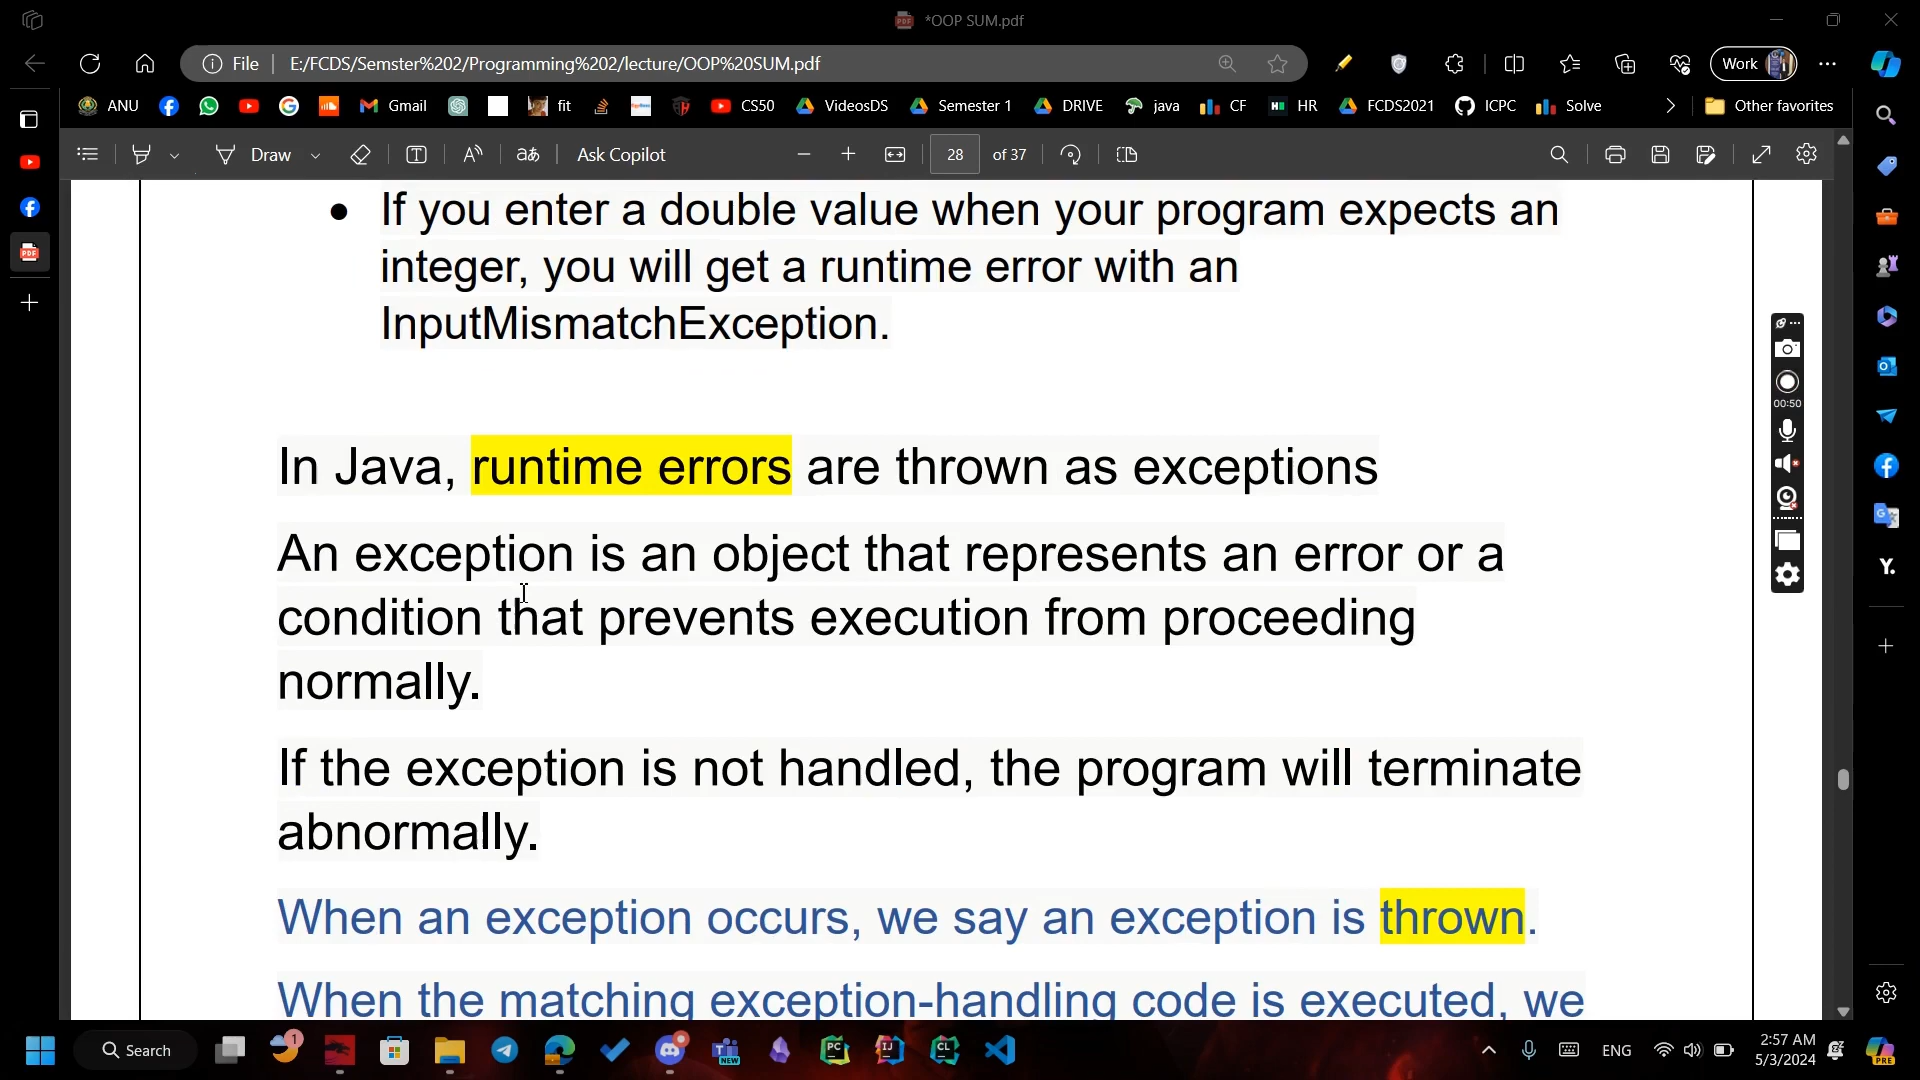 *OOP SUM.pdf
File
E:/FCDS/Semster%202/Programming%202/lecture/OOP%20SUM.pdf
Work
ANU
Gmail
fit
CS50
VideosDS
Semester 1
DRIVE
java
CF
HR
FCDS2021
ICPC
Solve
Other favorites
Draw
Ask Copilot
28
of 37
• If you enter a double value when your program expects an
integer, you will get a runtime error with an
InputMismatchException.
In Java, runtime errors are thrown as exceptions
An exception is an object that represents an error or a
condition that prevents execution from proceeding
normally.
If the exception is not handled, the program will terminate
abnormally.
When an exception occurs, we say an exception is thrown.
When the matching exception-handling code is executed, we
00:50
Search
ENG
2:57 AM
5/3/2024